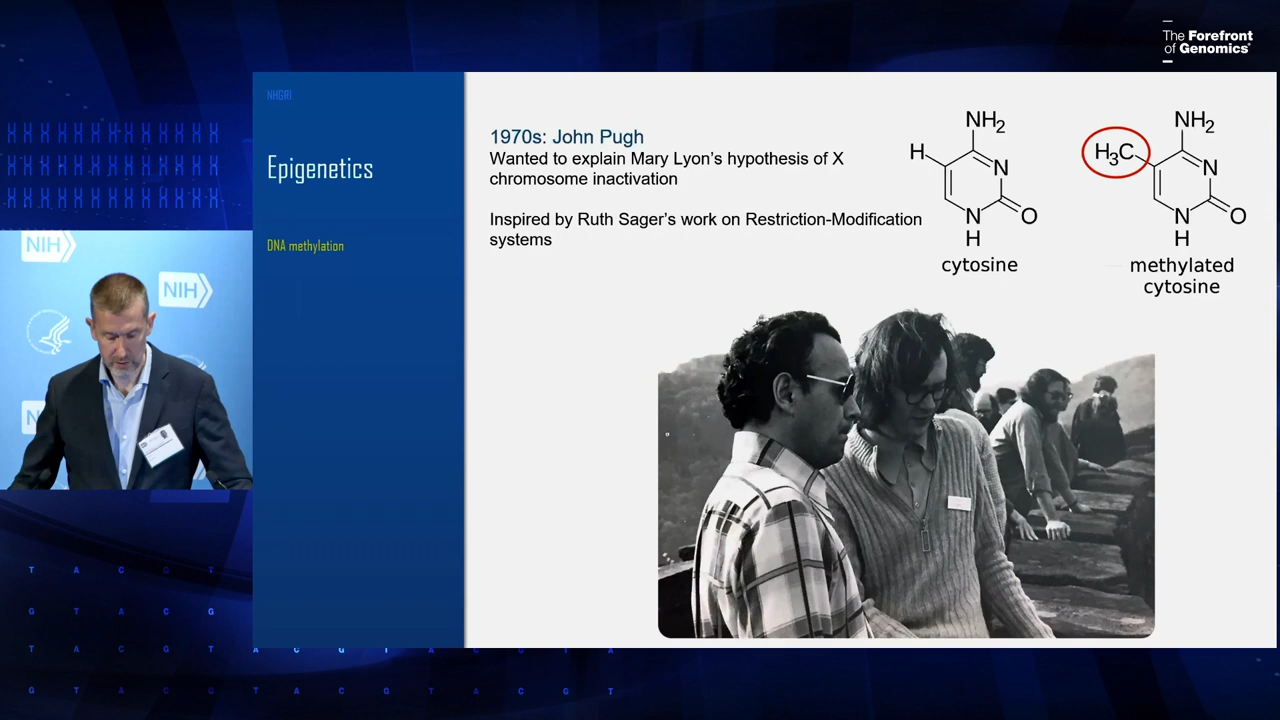 The Forefront
of Genomics®
NHGRI
Epigenetics
DNA methylation
1970s: John Pugh
Wanted to explain Mary Lyon's hypothesis of X
chromosome inactivation
Inspired by Ruth Sager's work on Restriction-Modification
systems
NH2
H
N
N
H
O
cytosine
NH2
H3C
N
N
H
O
methylated
cytosine
NIH
NIH
N
T A C G T
G T A C G
T A C G T A C G T A C G T A C G T A
G T A C G T A C G T A C G T A C G T